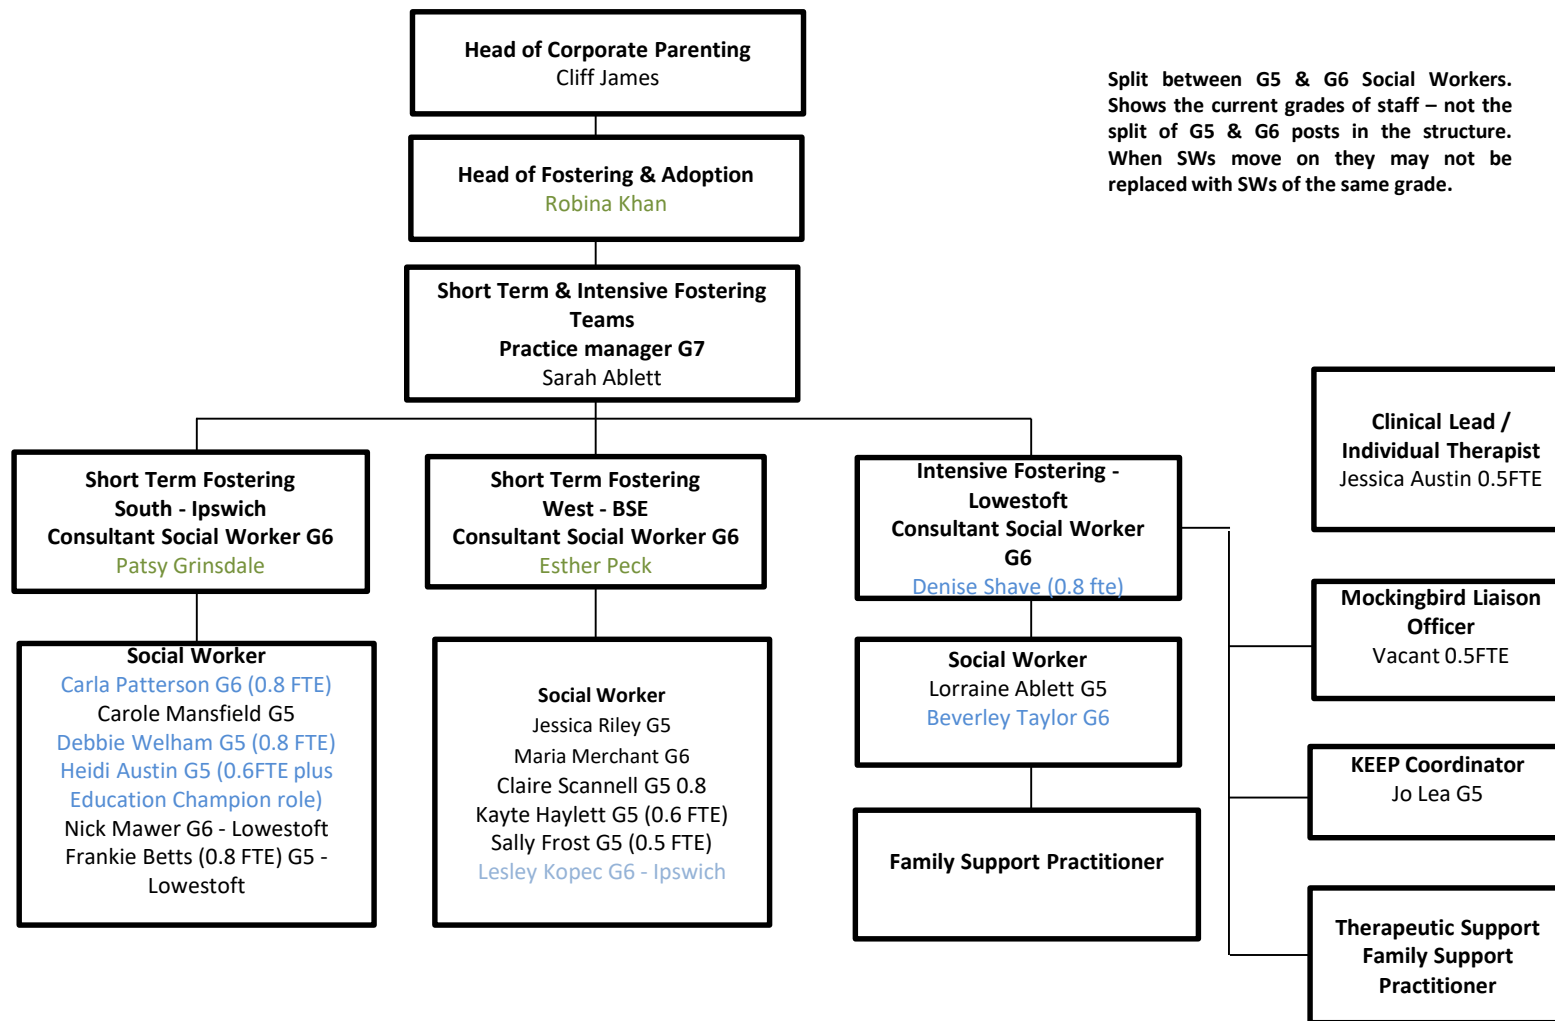 Head of Corporate Parenting
Cliff James
Split between G5 & G6 Social Workers.
Shows the current grades of staff – not the
split of G5 & G6 posts in the structure.
When SWs move on they may not be
replaced with SWs of the same grade.
Head of Fostering & Adoption
Robina Khan
Short Term & Intensive Fostering
Teams
Practice manager G7
Sarah Ablett
Short Term Fostering
South - Ipswich
Consultant Social Worker G6
Patsy Grinsdale
Short Term Fostering
West - BSE
Consultant Social Worker G6
Esther Peck
Intensive Fostering -
Lowestoft
Consultant Social Worker
G6
Denise Shave (0.8 fte)
Clinical Lead /
Individual Therapist
Jessica Austin 0.5FTE
Mockingbird Liaison
Officer
Vacant 0.5FTE
KEEP Coordinator
Jo Lea G5
Therapeutic Support
Family Support
Practitioner
Social Worker
Carla Patterson G6 (0.8 FTE)
Carole Mansfield G5
Debbie Welham G5 (0.8 FTE)
Heidi Austin G5 (0.6FTE plus
Education Champion role)
Nick Mawer G6 - Lowestoft
Frankie Betts (0.8 FTE) G5 -
Lowestoft
Social Worker
Jessica Riley G5
Maria Merchant G6
Claire Scannell G5 0.8
Kayte Haylett G5 (0.6 FTE)
Sally Frost G5 (0.5 FTE)
Lesley Kopec G6 - Ipswich
Social Worker
Lorraine Ablett G5
Beverley Taylor G6
Family Support Practitioner